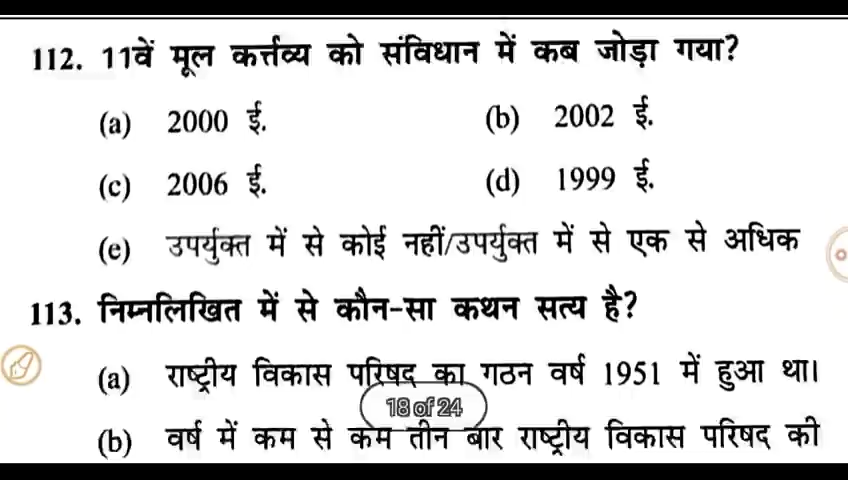 112. 11वें मूल कर्त्तव्य को संविधान में कब जोड़ा गया?
(a) 2000 ई. (b) 2002 ई.
(c) 2006 ई. (d) 1999 ई.
(e) उपर्युक्त में से कोई नहीं/उपर्युक्त में से एक से अधिक
113. निम्नलिखित में से कौन-सा कथन सत्य है?
(a) राष्ट्रीय विकास परिषद का गठन वर्ष 1951 में हुआ था।
18 of 24
(b) वर्ष में कम से कम तीन बार राष्ट्रीय विकास परिषद की